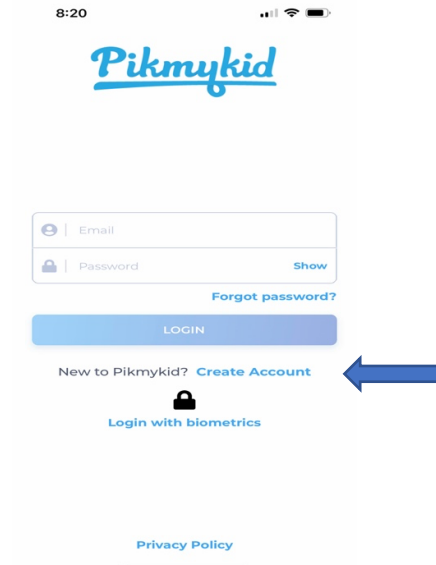 8:20
Pikmykid
Email
Password Show
Forgot password?
LOGIN
New to Pikmykid? Create Account
Login with biometrics
Privacy Policy